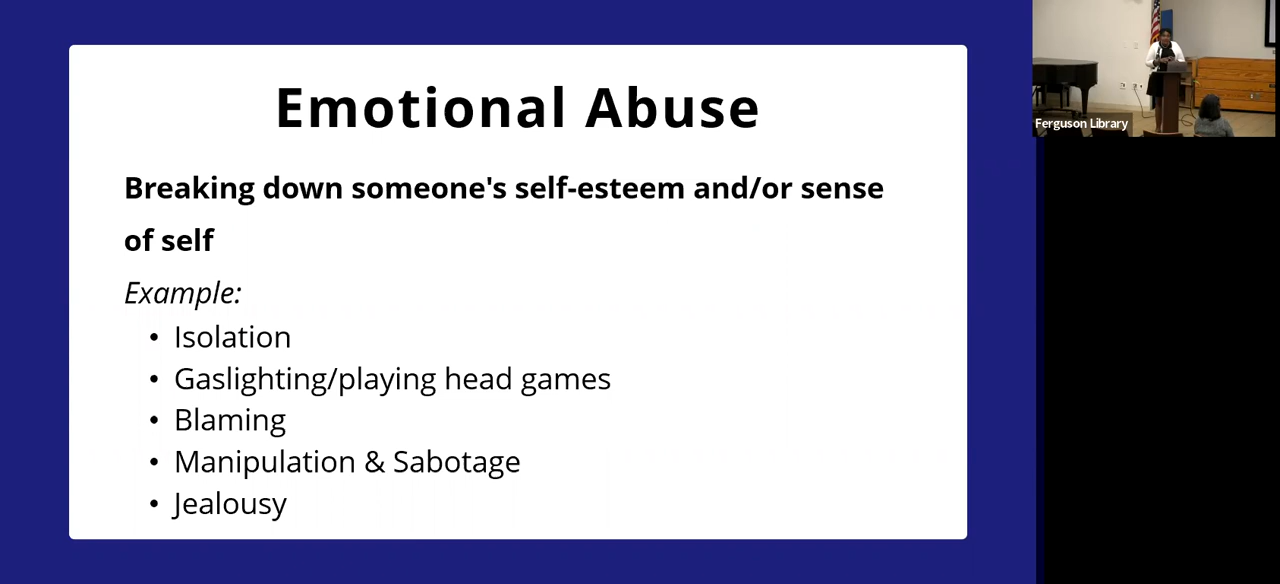 Emotional Abuse
Breaking down someone's self-esteem and/or sense
of self
Example:
• Isolation
• Gaslighting/playing head games
• Blaming
• Manipulation & Sabotage
• Jealousy
Ferguson Library